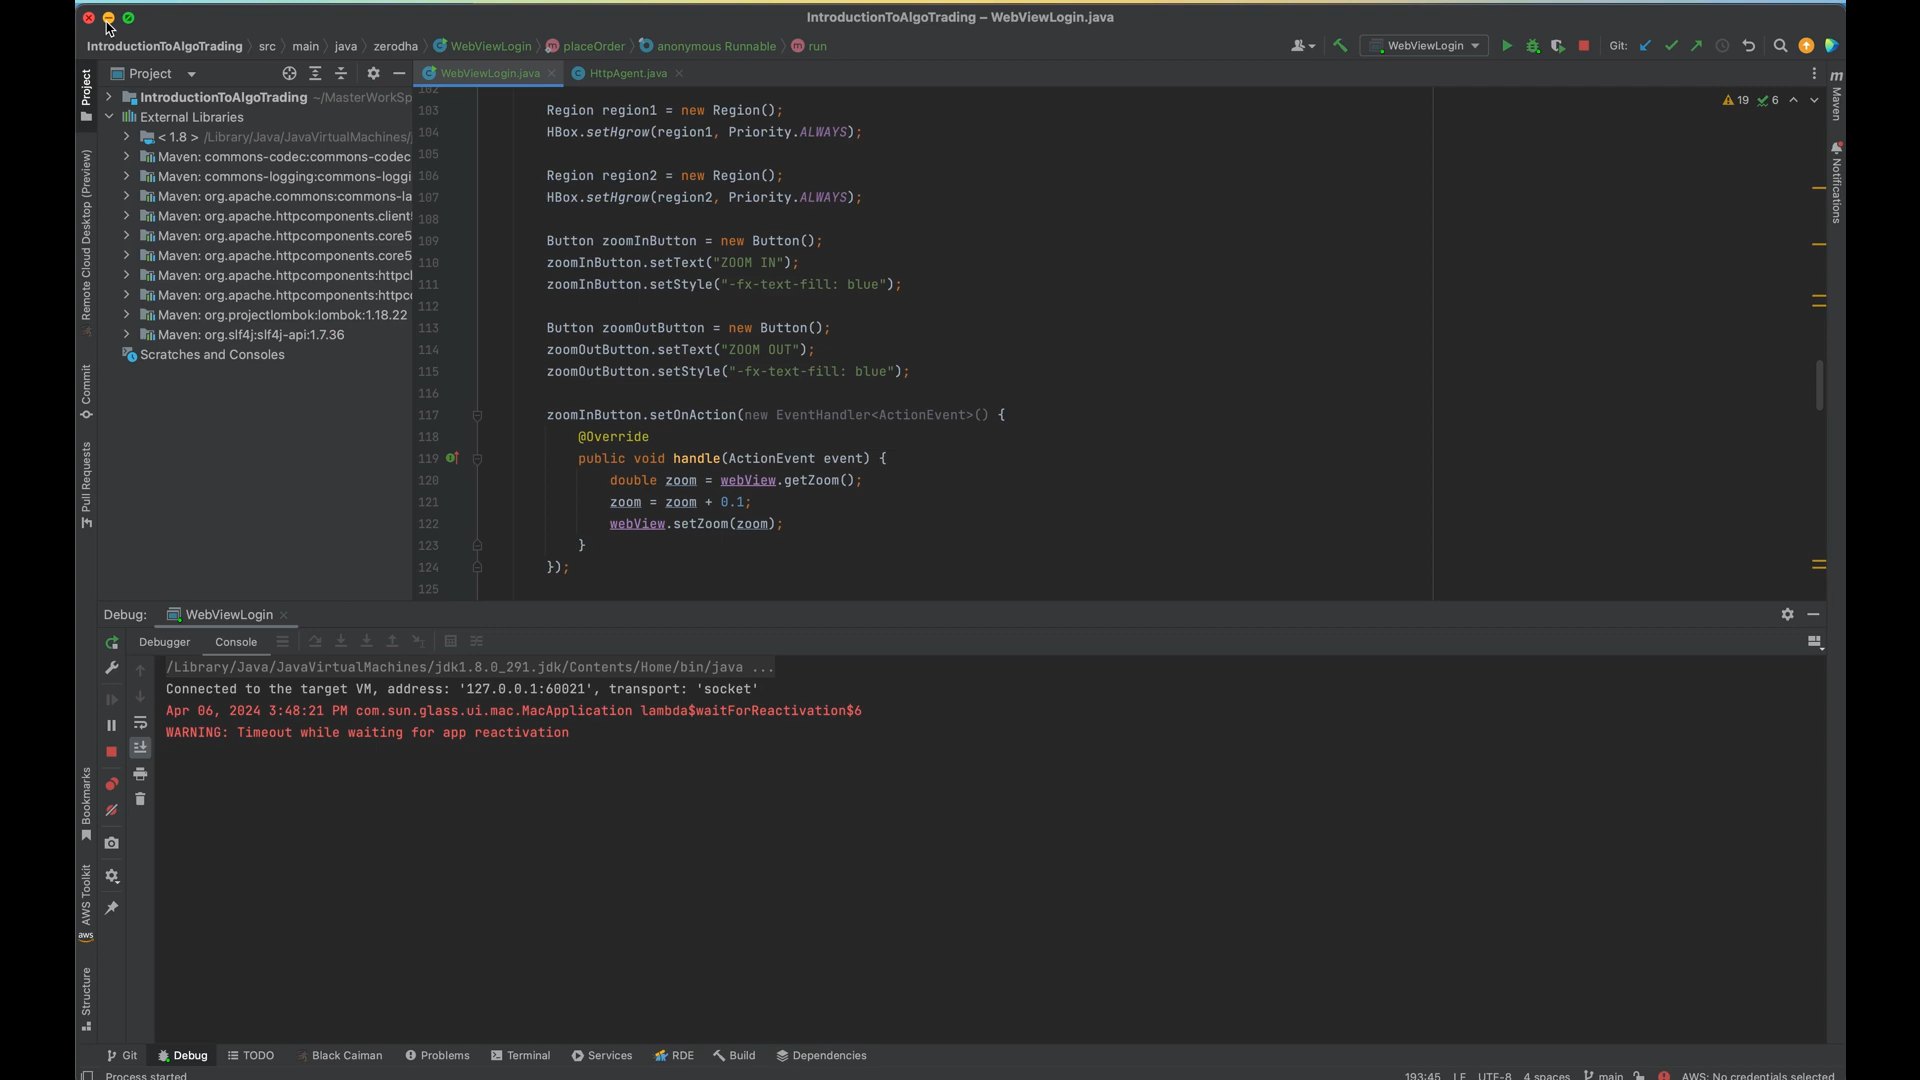 IntroductionToAlgoTrading – WebViewLogin.java
IntroductionToAlgoTrading src main java zerodha WebViewLogin placeOrder anonymous Runnable run
WebViewLogin Git:
Project
WebViewLogin.java HttpAgent.java
IntroductionToAlgoTrading ~/MasterWorkSp
External Libraries
< 1.8 > /Library/Java/JavaVirtualMachines/j
Maven: commons-codec:commons-codec
Maven: commons-logging:commons-loggi
Maven: org.apache.commons:commons-la
Maven: org.apache.httpcomponents.client
Maven: org.apache.httpcomponents.core5
Maven: org.apache.httpcomponents.core5
Maven: org.apache.httpcomponents:httpcl
Maven: org.apache.httpcomponents:httpcc
Maven: org.projectlombok:lombok:1.18.22
Maven: org.slf4j:slf4j-api:1.7.36
Scratches and Consoles
Project
Remote Cloud Desktop (Preview)
Commit
Pull Requests
Bookmarks
AWS Toolkit
aws
Structure
102
103 Region region1 = new Region();
104 HBox.setHgrow(region1, Priority.ALWAYS);
105
106 Region region2 = new Region();
107 HBox.setHgrow(region2, Priority.ALWAYS);
108
109 Button zoomInButton = new Button();
110 zoomInButton.setText("ZOOM IN");
111 zoomInButton.setStyle("-fx-text-fill: blue");
112
113 Button zoomOutButton = new Button();
114 zoomOutButton.setText("ZOOM OUT");
115 zoomOutButton.setStyle("-fx-text-fill: blue");
116
117 zoomInButton.setOnAction(new EventHandler<ActionEvent>() {
118 @Override
119 public void handle(ActionEvent event) {
120 double zoom = webView.getZoom();
121 zoom = zoom + 0.1;
122 webView.setZoom(zoom);
123 }
124 });
125
19 6
m
Maven
Notifications
Debug: WebViewLogin
Debugger Console
/Library/Java/JavaVirtualMachines/jdk1.8.0_291.jdk/Contents/Home/bin/java ...
Connected to the target VM, address: '127.0.0.1:60021', transport: 'socket'
Apr 06, 2024 3:48:21 PM com.sun.glass.ui.mac.MacApplication lambda$waitForReactivation$6
WARNING: Timeout while waiting for app reactivation
Git Debug TODO Black Caiman Problems Terminal Services RDE Build Dependencies
Process started 193:45 LF UTF-8 4 spaces main AWS: No credentials selected